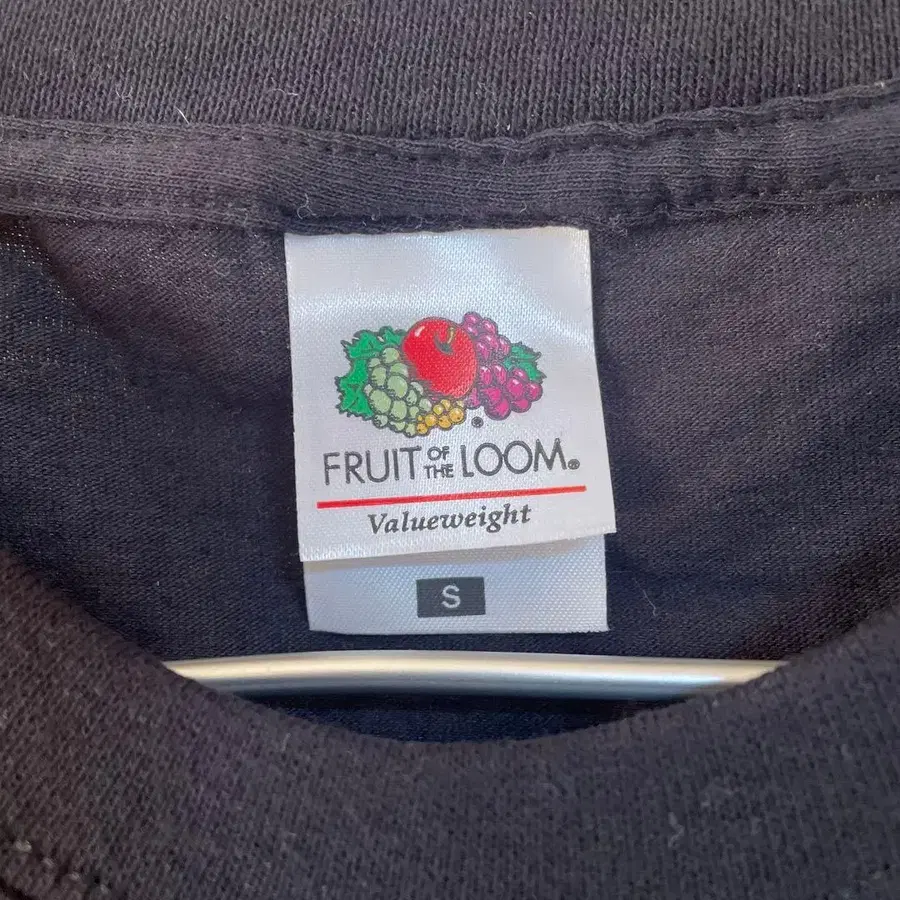 ®
FRUIT OF THE LOOM®
Valueweight
S